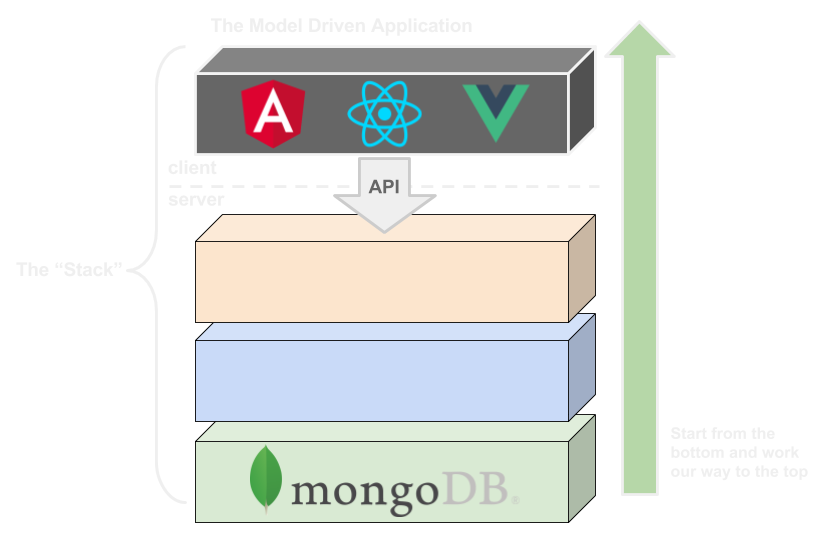 The Model Driven Application
A
client
API
server
The “Stack”
mongoDB®
Start from the
bottom and work
our way to the top